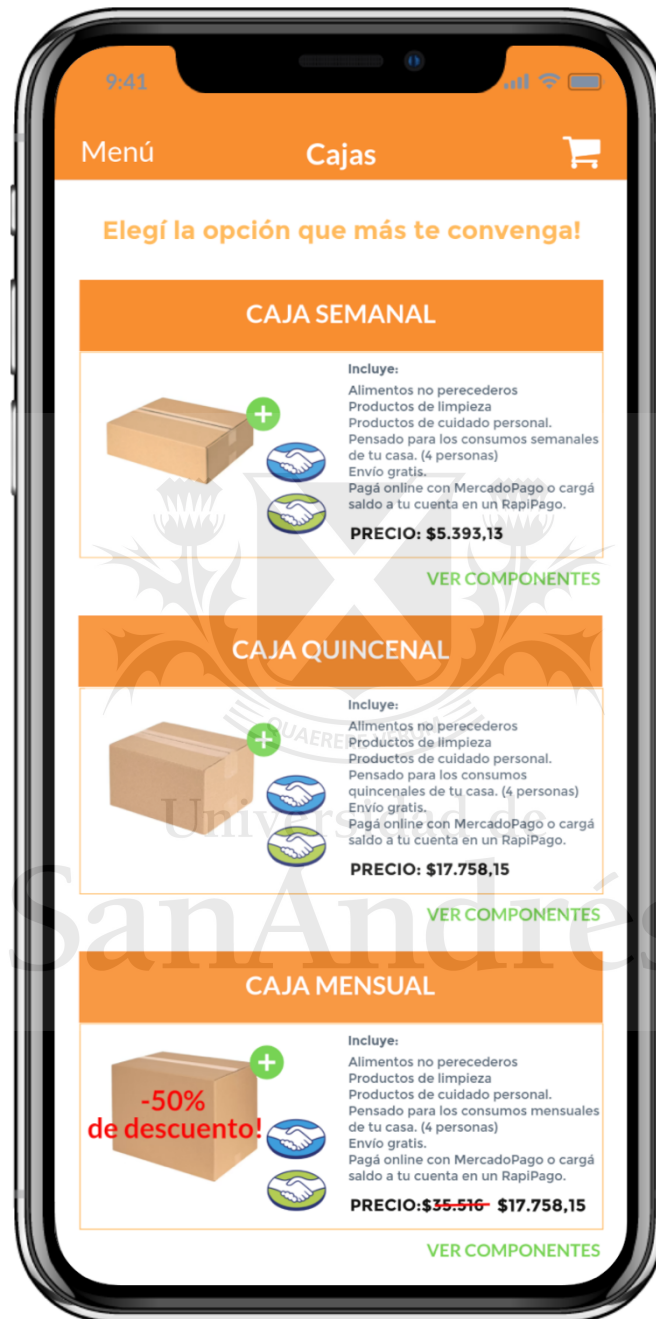 9:41
Menú
Cajas
Elegí la opción que más te convenga!
CAJA SEMANAL
Incluye:
Alimentos no perecederos
Productos de limpieza
Productos de cuidado personal.
Pensado para los consumos semanales
de tu casa. (4 personas)
Envío gratis.
Pagá online con MercadoPago o cargá
saldo a tu cuenta en un RapiPago.
PRECIO: $5.393,13
VER COMPONENTES
CAJA QUINCENAL
Incluye:
Alimentos no perecederos
Productos de limpieza
Productos de cuidado personal.
Pensado para los consumos
quincenales de tu casa. (4 personas)
Envío gratis.
Pagá online con MercadoPago o cargá
saldo a tu cuenta en un RapiPago.
PRECIO: $17.758,15
VER COMPONENTES
QUAERERE VERUM
Universidad de
SanAndrés
CAJA MENSUAL
-50%
de descuento!
Incluye:
Alimentos no perecederos
Productos de limpieza
Productos de cuidado personal.
Pensado para los consumos mensuales
de tu casa. (4 personas)
Envío gratis.
Pagá online con MercadoPago o cargá
saldo a tu cuenta en un RapiPago.
PRECIO:$35.516 $17.758,15
VER COMPONENTES